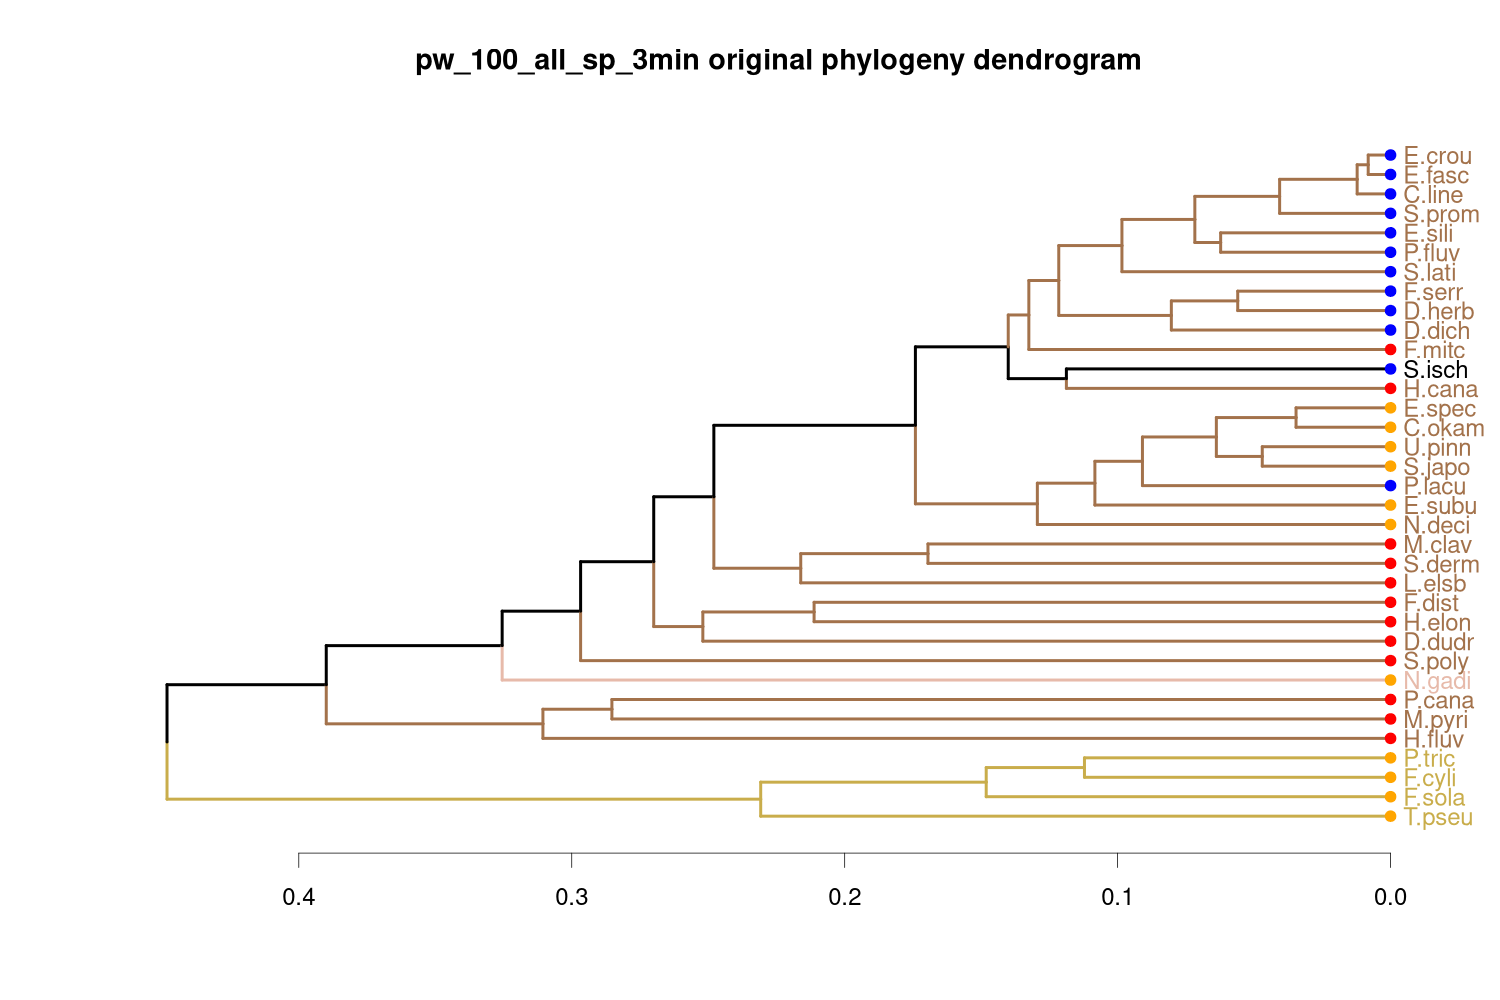 pw_100_all_sp_3min original phylogeny dendrogram
E.crou
E.fasc
C.line
S.prom
E.sili
P.fluv
S.lati
F.serr
D.herb
D.dich
F.mitc
S.isch
H.cana
E.spec
C.okam
U.pinn
S.japo
P.lacu
E.subu
N.deci
M.clav
S.derm
L.elsb
F.dist
H.elon
D.dudr
S.poly
N.gadi
P.cana
M.pyri
H.fluv
P.tric
F.cyli
F.sola
T.pseu
0.4 0.3 0.2 0.1 0.0